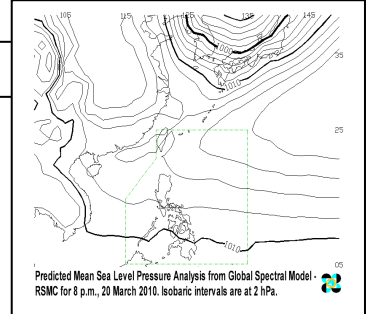 105 115 125 135 145
1000
1010
35
25
1010
05
Predicted Mean Sea Level Pressure Analysis from Global Spectral Model -
RSMC for 8 p.m., 20 March 2010. Isobaric intervals are at 2 hPa.